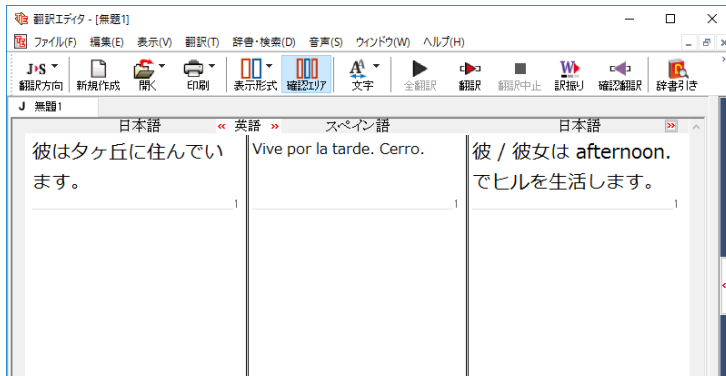 翻訳エディタ - [無題1]
ファイル(F) 編集(E) 表示(V) 翻訳(T) 辞書・検索(D) 音声(S) ウィンドウ(W) ヘルプ(H)
J›S
翻訳方向 新規作成 開く 印刷 表示形式 確認エリア 文字 全翻訳 翻訳 翻訳中止 訳振り 確認翻訳 辞書引き
J 無題1
日本語 « 英語 » スペイン語 日本語 »
彼は夕ヶ丘に住んでい
ます。
1
Vive por la tarde. Cerro.
1
彼 / 彼女は afternoon.
でヒルを生活します。
1